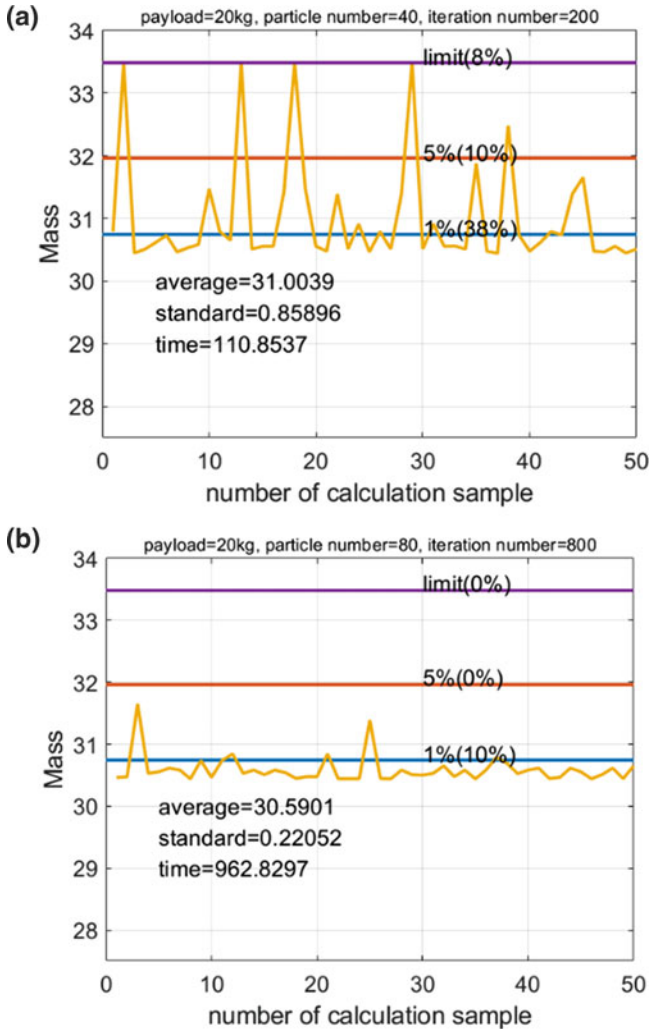 (a)
payload=20kg, particle number=40, iteration number=200
34
limit(8%)
33
32
5%(10%)
31
1%(38%)
Mass
30
average=31.0039
29
standard=0.85896
28
time=110.8537
0 10 20 30 40 50
number of calculation sample
(b)
payload=20kg, particle number=80, iteration number=800
34
limit(0%)
33
32
5%(0%)
31
1%(10%)
Mass
30
average=30.5901
29
standard=0.22052
28
time=962.8297
0 10 20 30 40 50
number of calculation sample